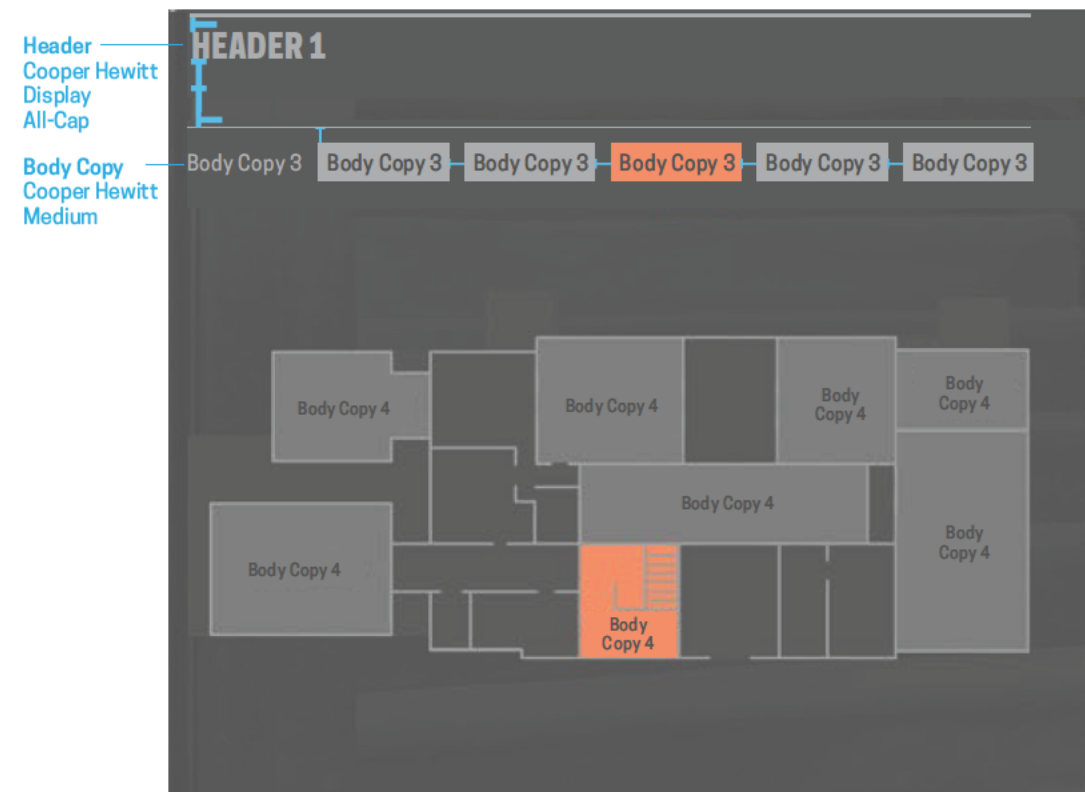 Header
Cooper Hewitt
Display
All-Cap
HEADER 1
Body Copy
Cooper Hewitt
Medium
Body Copy 3 Body Copy 3 Body Copy 3 Body Copy 3 Body Copy 3 Body Copy 3
Body Copy 4
Body Copy 4
Body
Copy 4
Body
Copy 4
Body Copy 4
Body
Copy 4
Body Copy 4
Body
Copy 4